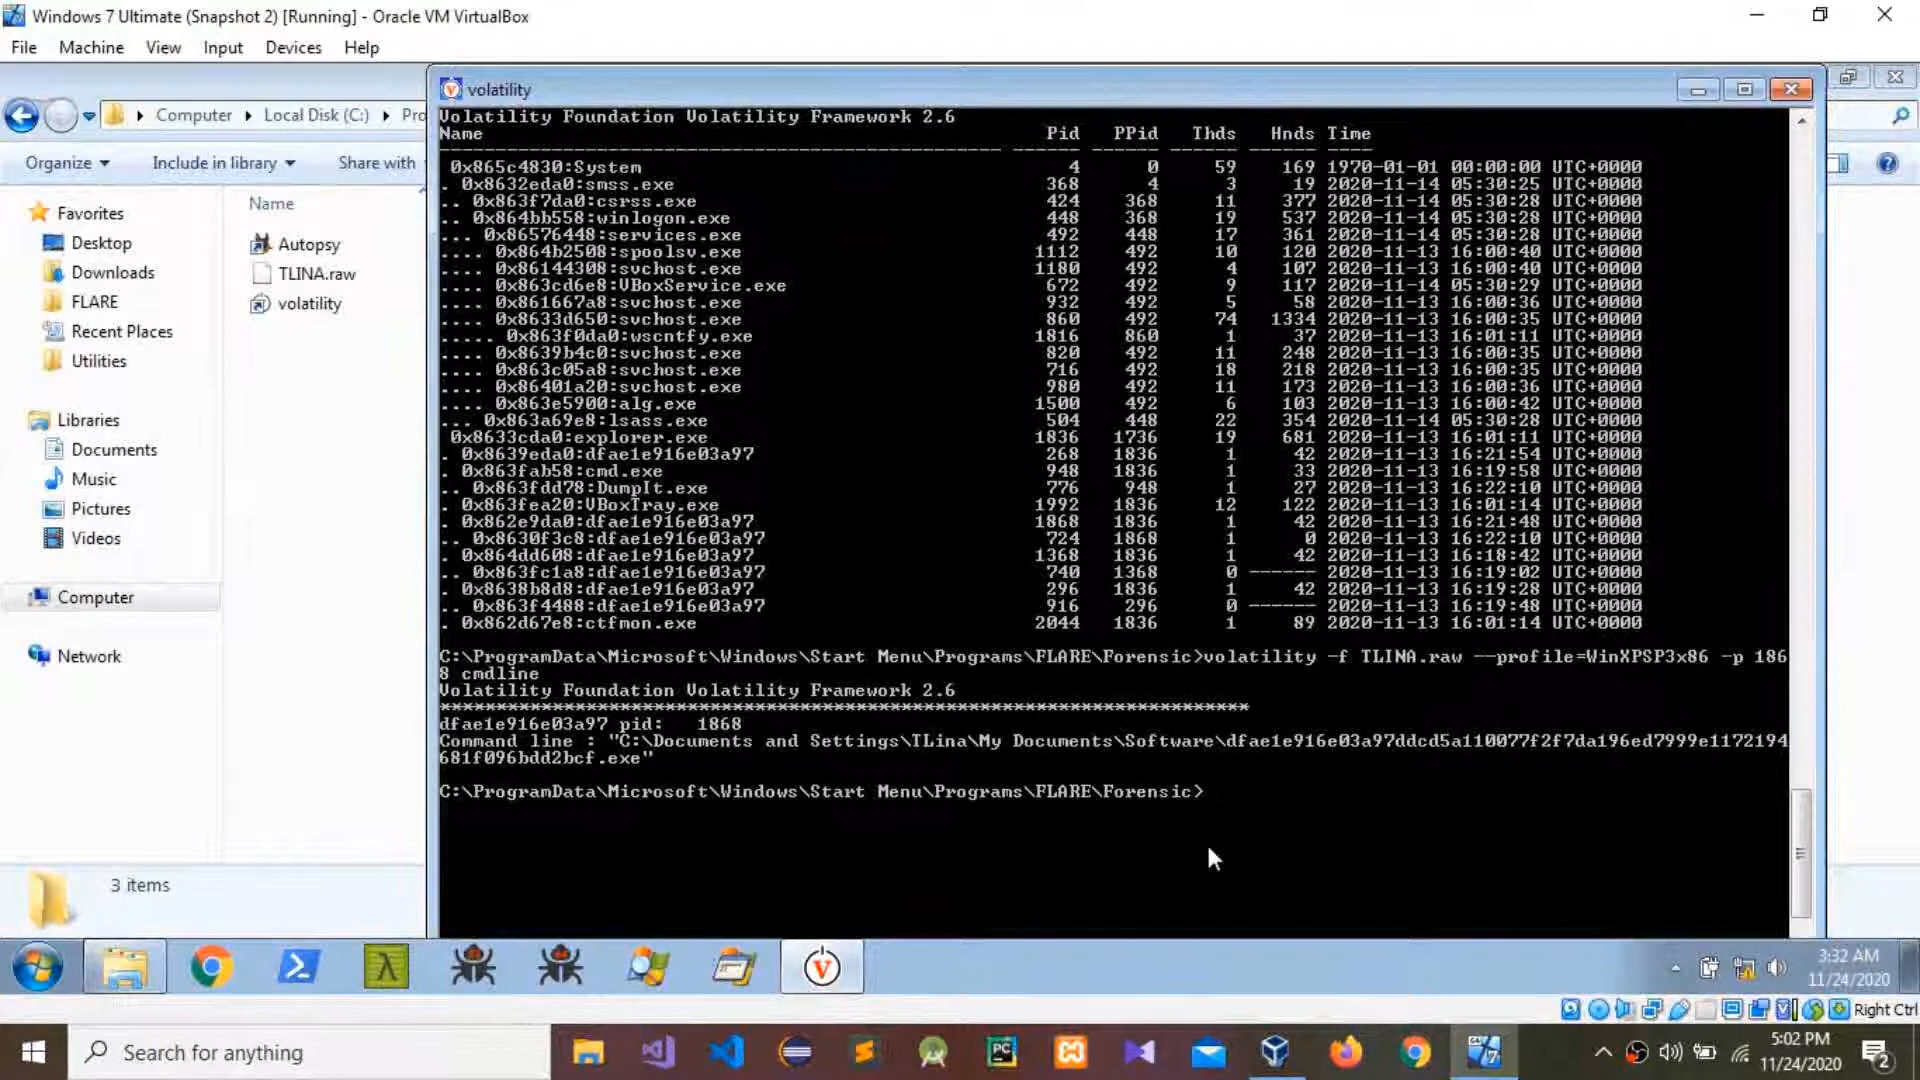 Windows 7 Ultimate (Snapshot 2) [Running] - Oracle VM VirtualBox
File Machine View Input Devices Help
volatility
Computer Local Disk (C:) Pro
Organize Include in library Share with
Favorites
Desktop
Downloads
FLARE
Recent Places
Utilities
Libraries
Documents
Music
Pictures
Videos
Computer
Network
Name
Autopsy
TLINA.raw
volatility
3 items
Volatility Foundation Volatility Framework 2.6
Name Pid PPid Thds Hnds Time
-------------------------------------------------- ------ ------ ------ ------ ----
0x865c4830:System 4 0 59 169 1970-01-01 00:00:00 UTC+0000
. 0x8632eda0:smss.exe 368 4 3 19 2020-11-14 05:30:25 UTC+0000
.. 0x863f7da0:csrss.exe 424 368 11 377 2020-11-14 05:30:28 UTC+0000
.. 0x864bb558:winlogon.exe 448 368 19 537 2020-11-14 05:30:28 UTC+0000
... 0x86576448:services.exe 492 448 17 361 2020-11-14 05:30:28 UTC+0000
.... 0x864b2508:spoolsv.exe 1112 492 10 120 2020-11-13 16:00:40 UTC+0000
.... 0x86144308:svchost.exe 1180 492 4 107 2020-11-13 16:00:40 UTC+0000
.... 0x863cd6e8:VBoxService.exe 672 492 9 117 2020-11-14 05:30:29 UTC+0000
.... 0x861667a8:svchost.exe 932 492 5 58 2020-11-13 16:00:36 UTC+0000
.... 0x8633d650:svchost.exe 860 492 74 1334 2020-11-13 16:00:35 UTC+0000
..... 0x863f0da0:wscntfy.exe 1816 860 1 37 2020-11-13 16:01:11 UTC+0000
.... 0x8639b4c0:svchost.exe 820 492 11 248 2020-11-13 16:00:35 UTC+0000
.... 0x863c05a8:svchost.exe 716 492 18 218 2020-11-13 16:00:35 UTC+0000
.... 0x86401a20:svchost.exe 980 492 11 173 2020-11-13 16:00:36 UTC+0000
.... 0x863e5900:alg.exe 1500 492 6 103 2020-11-13 16:00:42 UTC+0000
... 0x863a69e8:lsass.exe 504 448 22 354 2020-11-14 05:30:28 UTC+0000
0x8633cda0:explorer.exe 1836 1736 19 681 2020-11-13 16:01:11 UTC+0000
. 0x8639eda0:dfae1e916e03a97 268 1836 1 42 2020-11-13 16:21:54 UTC+0000
. 0x863fab58:cmd.exe 948 1836 1 33 2020-11-13 16:19:58 UTC+0000
.. 0x863fdd78:DumpIt.exe 776 948 1 27 2020-11-13 16:22:10 UTC+0000
. 0x863fea20:VBoxTray.exe 1992 1836 12 122 2020-11-13 16:01:14 UTC+0000
. 0x862e9da0:dfae1e916e03a97 1868 1836 1 42 2020-11-13 16:21:48 UTC+0000
.. 0x8630f3c8:dfae1e916e03a97 724 1868 1 0 2020-11-13 16:22:10 UTC+0000
. 0x864dd608:dfae1e916e03a97 1368 1836 1 42 2020-11-13 16:18:42 UTC+0000
.. 0x863fc1a8:dfae1e916e03a97 740 1368 0 ------ 2020-11-13 16:19:02 UTC+0000
. 0x8638b8d8:dfae1e916e03a97 296 1836 1 42 2020-11-13 16:19:28 UTC+0000
.. 0x863f4488:dfae1e916e03a97 916 296 0 ------ 2020-11-13 16:19:48 UTC+0000
. 0x862d67e8:ctfmon.exe 2044 1836 1 89 2020-11-13 16:01:14 UTC+0000
C:\ProgramData\Microsoft\Windows\Start Menu\Programs\FLARE\Forensic>volatility -f TLINA.raw --profile=WinXPSP3x86 -p 186
8 cmdline
Volatility Foundation Volatility Framework 2.6
************************************************************************
dfae1e916e03a97 pid: 1868
Command line : "C:\Documents and Settings\TLina\My Documents\Software\dfae1e916e03a97ddcd5a110077f2f7da196ed7999e1172194
681f096bdd2bcf.exe"
C:\ProgramData\Microsoft\Windows\Start Menu\Programs\FLARE\Forensic>
3:32 AM
11/24/2020
Right Ctrl
Search for anything
5:02 PM
11/24/2020
2